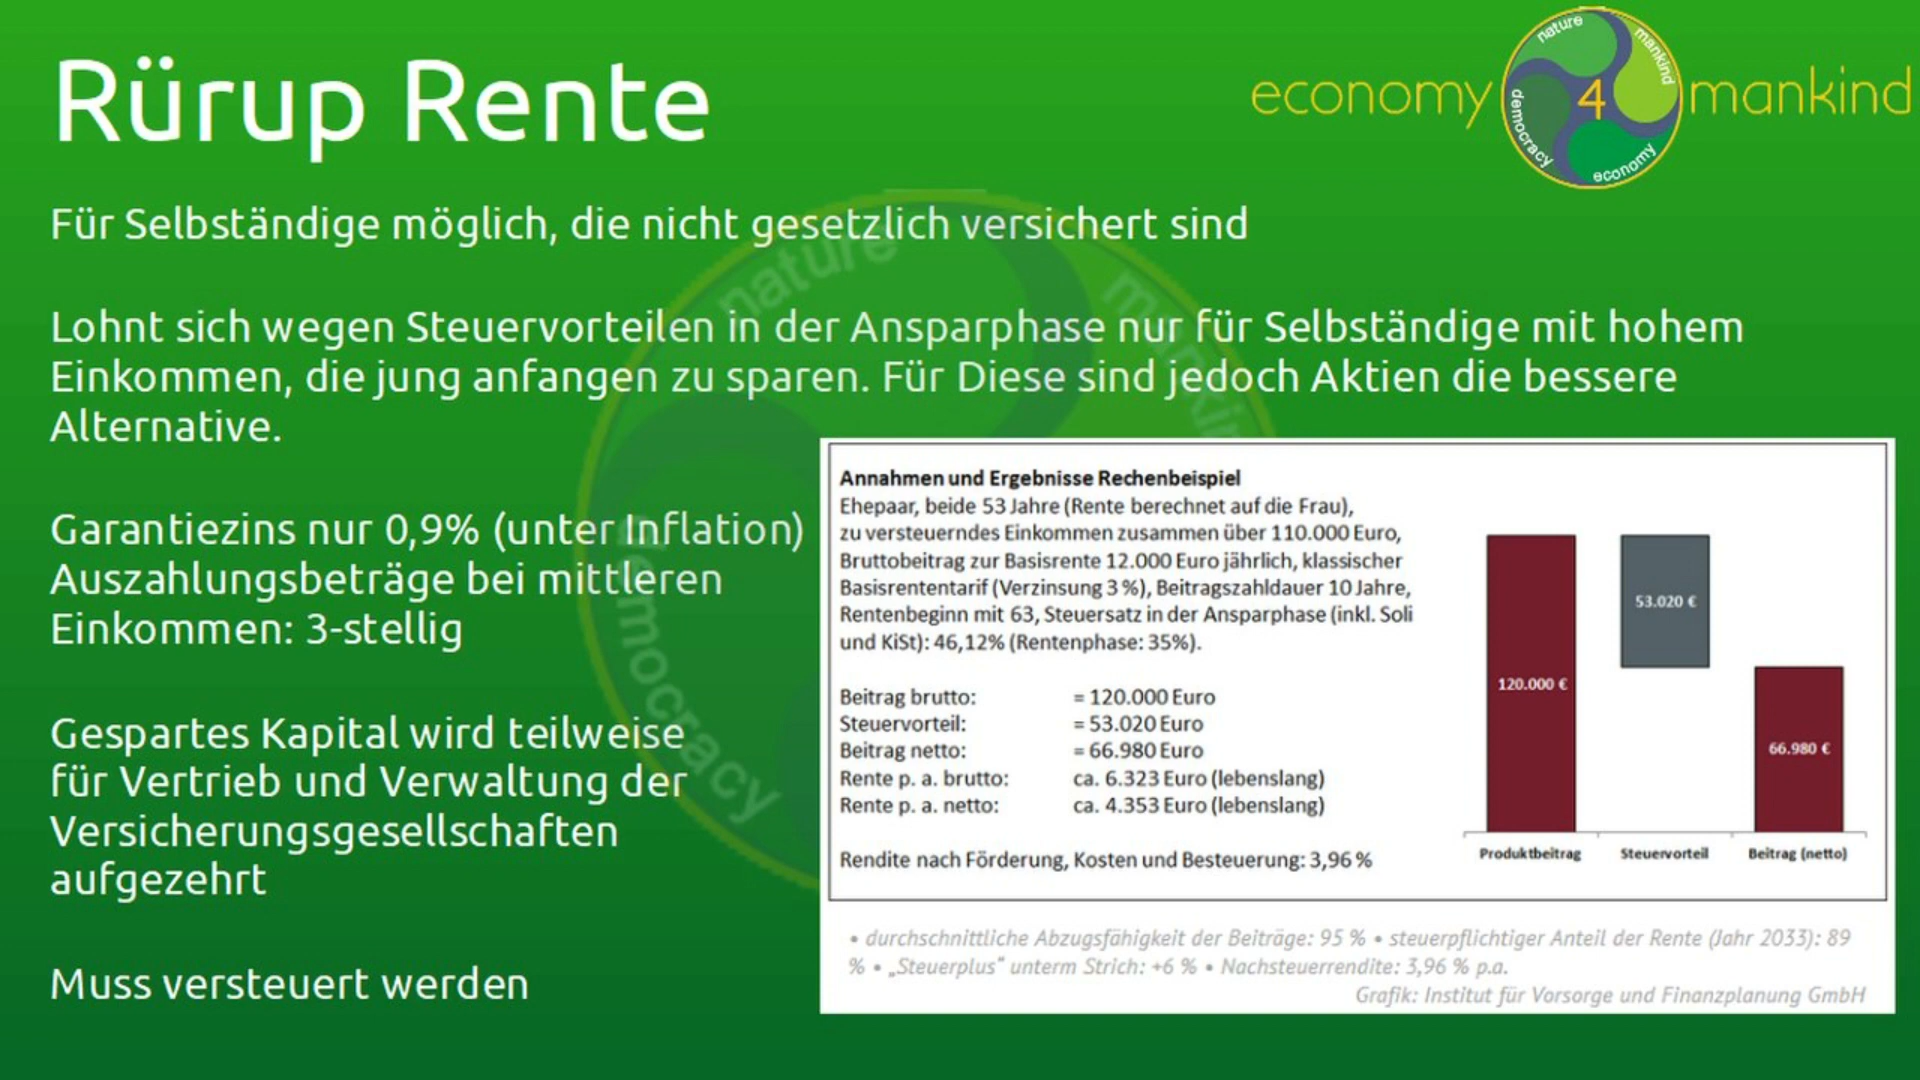 Rürup Rente
economy 4 mankind
nature
mankind
democracy
economy
Für Selbständige möglich, die nicht gesetzlich versichert sind
Lohnt sich wegen Steuervorteilen in der Ansparphase nur für Selbständige mit hohem
Einkommen, die jung anfangen zu sparen. Für Diese sind jedoch Aktien die bessere
Alternative.
Garantiezins nur 0,9% (unter Inflation)
Auszahlungsbeträge bei mittleren
Einkommen: 3-stellig
Gespartes Kapital wird teilweise
für Vertrieb und Verwaltung der
Versicherungsgesellschaften
aufgezehrt
Muss versteuert werden
nature
mankind
democracy
Annahmen und Ergebnisse Rechenbeispiel
Ehepaar, beide 53 Jahre (Rente berechnet auf die Frau),
zu versteuerndes Einkommen zusammen über 110.000 Euro,
Bruttobeitrag zur Basisrente 12.000 Euro jährlich, klassischer
Basisrententarif (Verzinsung 3 %), Beitragszahldauer 10 Jahre,
Rentenbeginn mit 63, Steuersatz in der Ansparphase (inkl. Soli
und KiSt): 46,12% (Rentenphase: 35%).
Beitrag brutto: = 120.000 Euro
Steuervorteil: = 53.020 Euro
Beitrag netto: = 66.980 Euro
Rente p. a. brutto: ca. 6.323 Euro (lebenslang)
Rente p. a. netto: ca. 4.353 Euro (lebenslang)
Rendite nach Förderung, Kosten und Besteuerung: 3,96 %
120.000 €
53.020 €
66.980 €
Produktbeitrag Steuervorteil Beitrag (netto)
• durchschnittliche Abzugsfähigkeit der Beiträge: 95 % • steuerpflichtiger Anteil der Rente (Jahr 2033): 89
% • „Steuerplus“ unterm Strich: +6 % • Nachsteuerrendite: 3,96 % p.a.
Grafik: Institut für Vorsorge und Finanzplanung GmbH